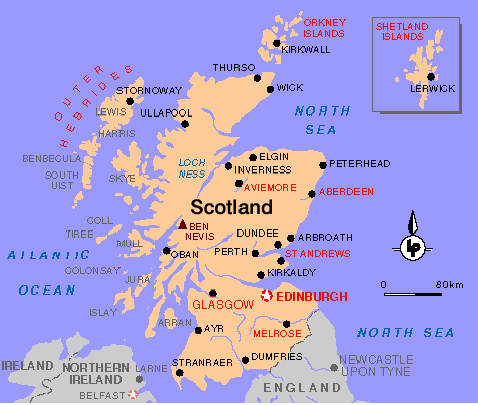 ORKNEY
ISLANDS
KIRKWALL
SHETLAND
ISLANDS
LERWICK
THURSO
WICK
OUTER
HEBRIDES
STORNOWAY
LEWIS
ULLAPOOL
HARRIS
NORTH
SEA
BENBECULA
SOUTH
UIST
SKYE
LOCH
NESS
ELGIN
INVERNESS
PETERHEAD
AVIEMORE
ABERDEEN
Scotland
BEN
NEVIS
COLL
TIREE
MULL
DUNDEE
ARBROATH
PERTH
ST ANDREWS
OBAN
LP
ATLANTIC
OCEAN
COLONSAY
JURA
KIRKALDY
0 80km
ISLAY
GLASGOW
EDINBURGH
ARRAN
AYR
MELROSE
NORTH SEA
STRANRAER
DUMFRIES
NEWCASTLE
UPON TYNE
IRELAND
NORTHERN
IRELAND
LARNE
BELFAST
ENGLAND